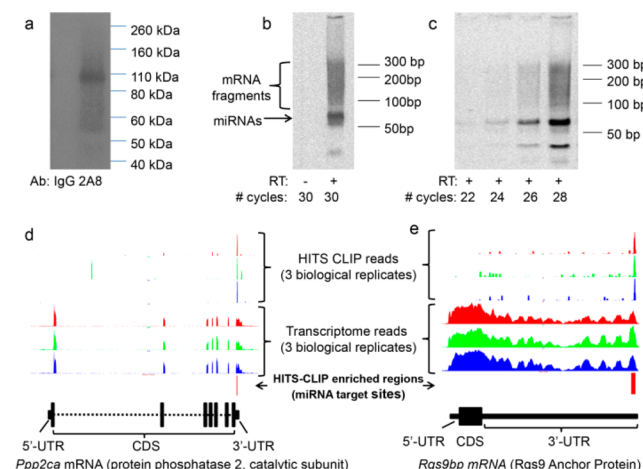 a
260 kDa
160 kDa
110 kDa
80 kDa
60 kDa
50 kDa
40 kDa
Ab: IgG 2A8
b
mRNA
fragments
miRNAs
300 bp
200bp
100bp
50bp
RT: - +
# cycles: 30 30
c
300 bp
200 bp
100 bp
50 bp
RT: + + + +
# cycles: 22 24 26 28
d
HITS CLIP reads
(3 biological replicates)
Transcriptome reads
(3 biological replicates)
HITS-CLIP enriched regions
(miRNA target sites)
5'-UTR CDS 3'-UTR
Ppp2ca mRNA (protein phosphatase 2, catalytic subunit)
e
5'-UTR CDS 3'-UTR
Rgs9bp mRNA (Rgs9 Anchor Protein)